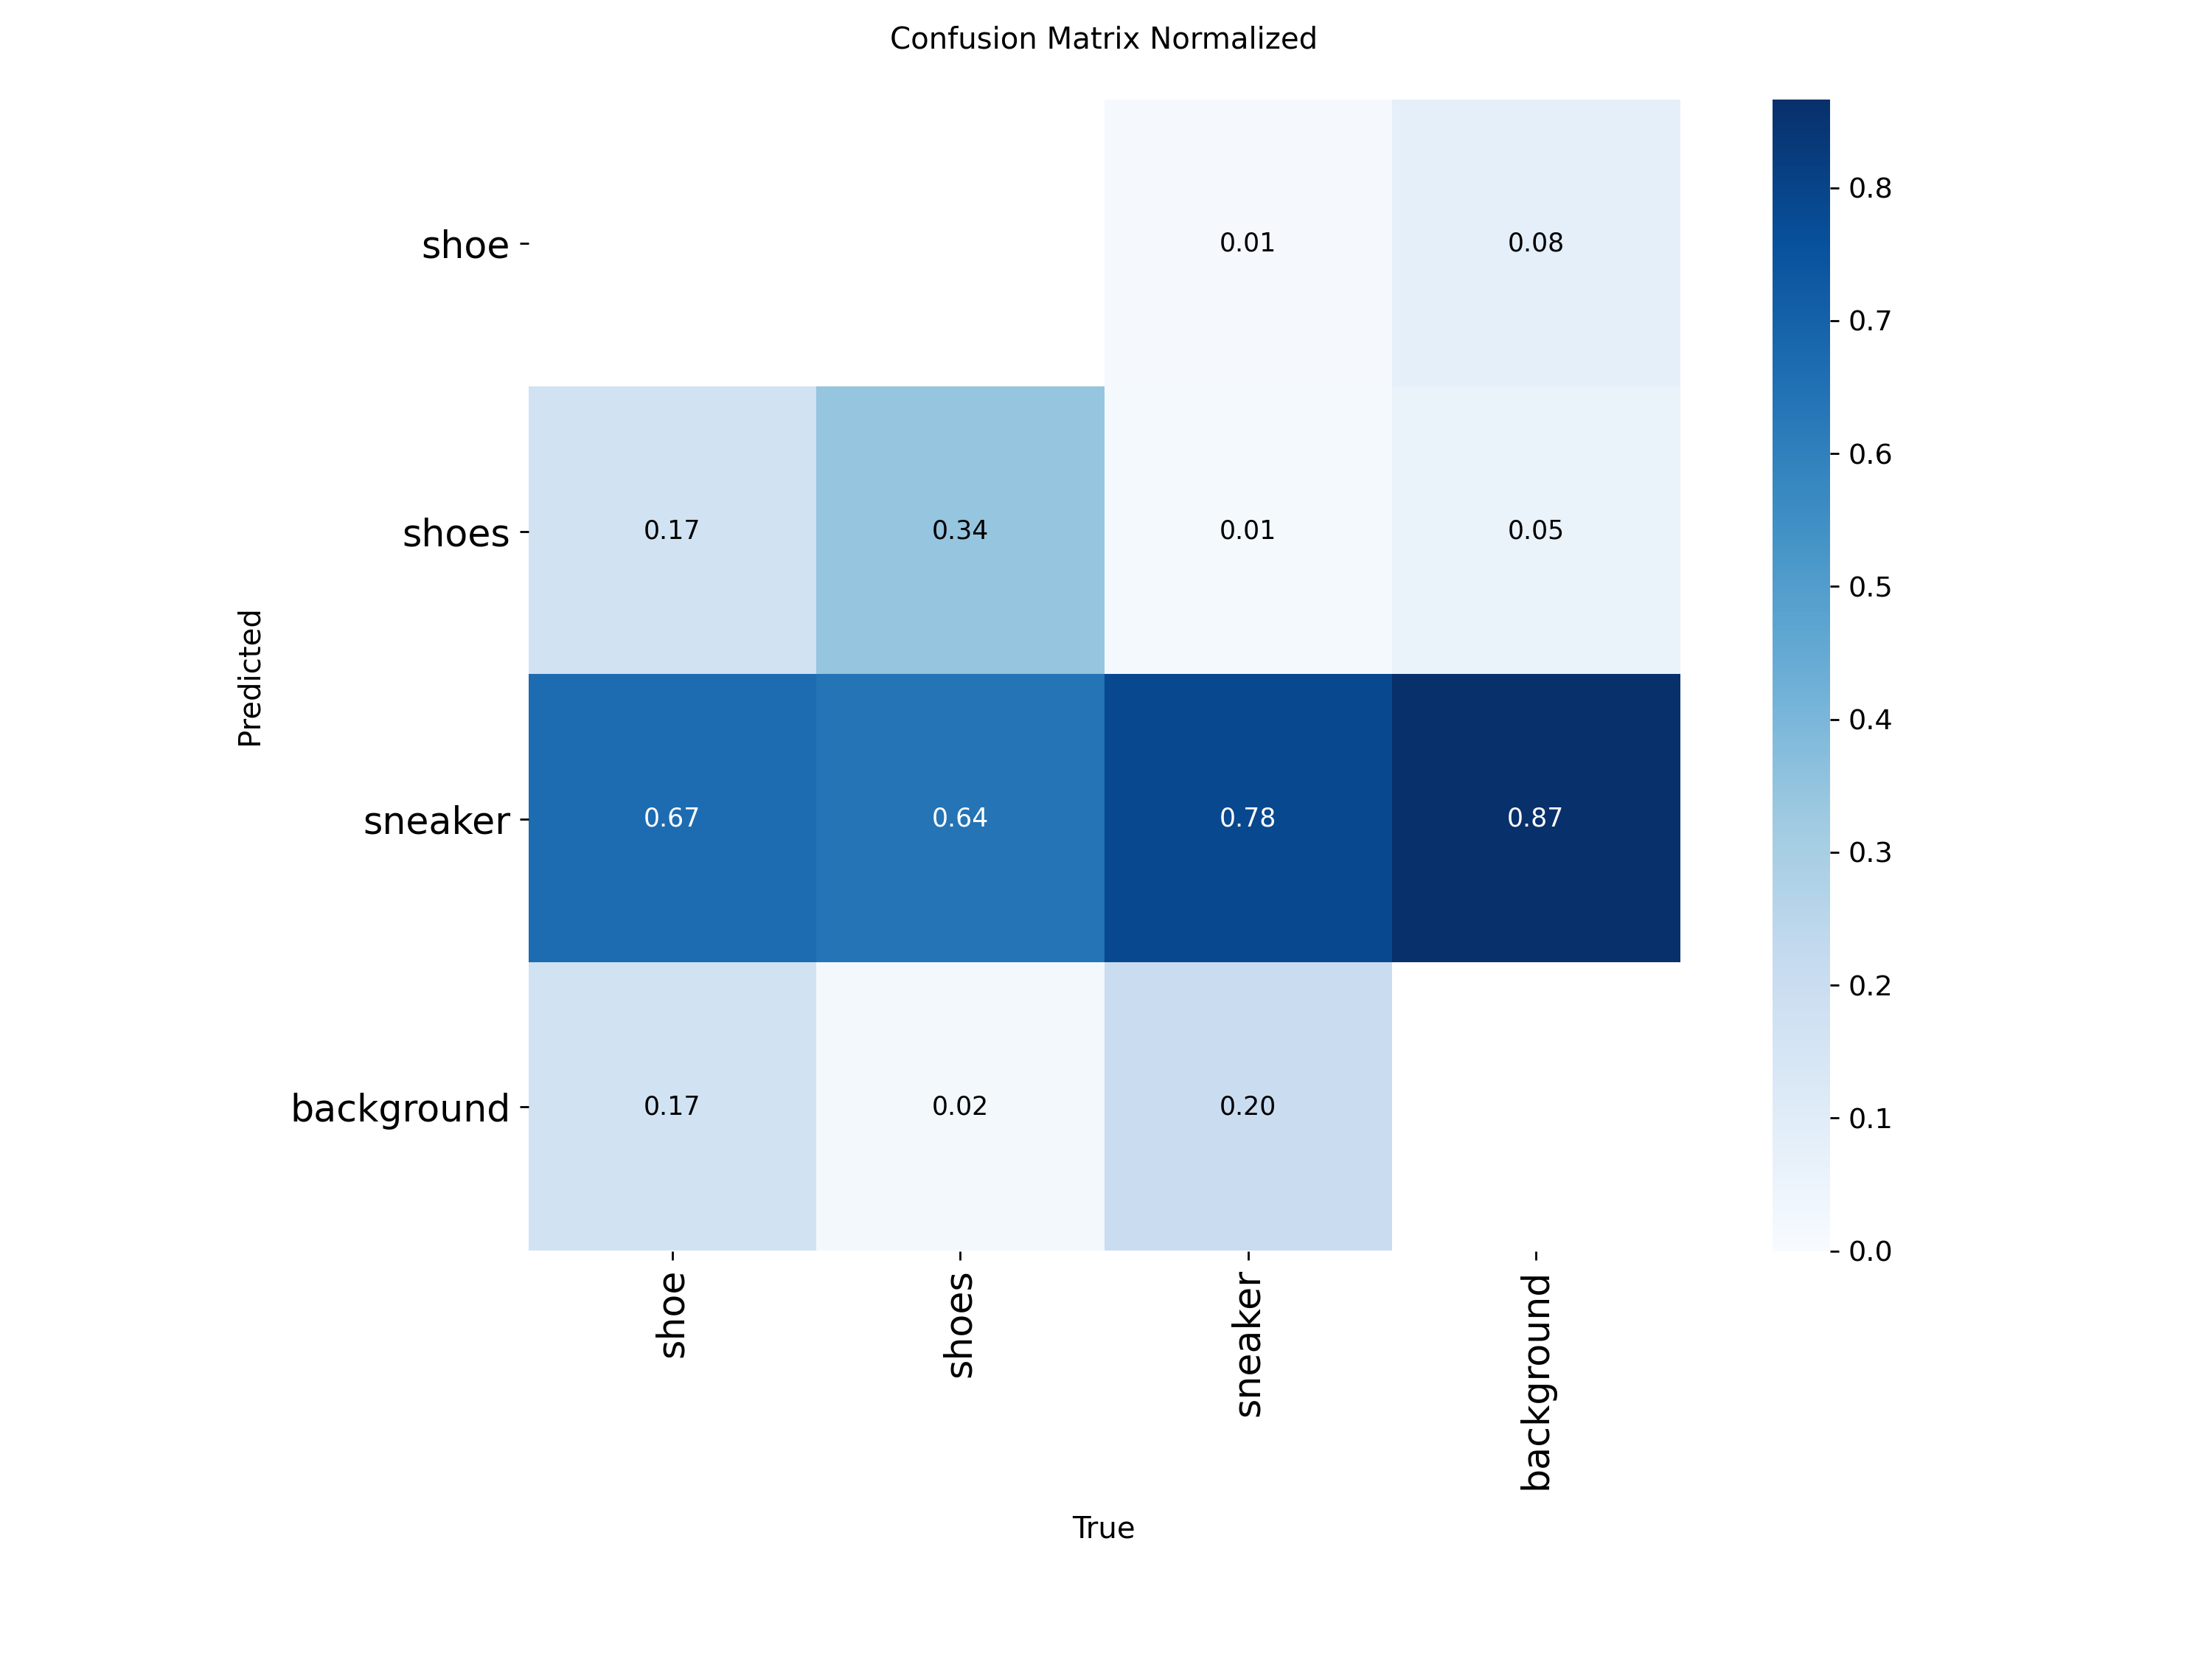 Confusion Matrix Normalized
shoe 0.01 0.08
shoes 0.17 0.34 0.01 0.05
sneaker 0.67 0.64 0.78 0.87
background 0.17 0.02 0.20
Predicted
shoe shoes sneaker background
True
0.8
0.7
0.6
0.5
0.4
0.3
0.2
0.1
0.0